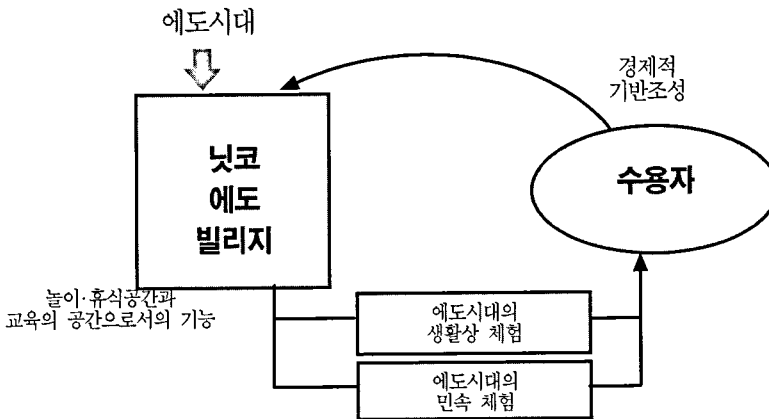 에도시대
경제적
기반조성
닛코
에도
빌리지
수용자
놀이·휴식공간과
교육의 공간으로서의 기능
에도시대의
생활상 체험
에도시대의
민속 체험